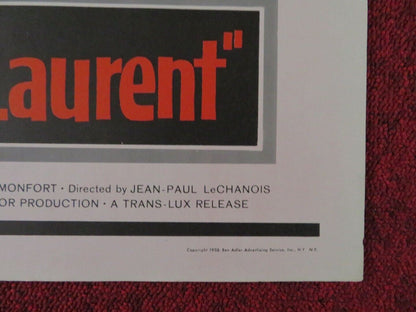 Laurent"
MONFORT · Directed by JEAN-PAUL LeCHANOIS
OR PRODUCTION · A TRANS-LUX RELEASE
Copyright 1958 Ben Adler Advertising Service, Inc., N.Y. N.Y.